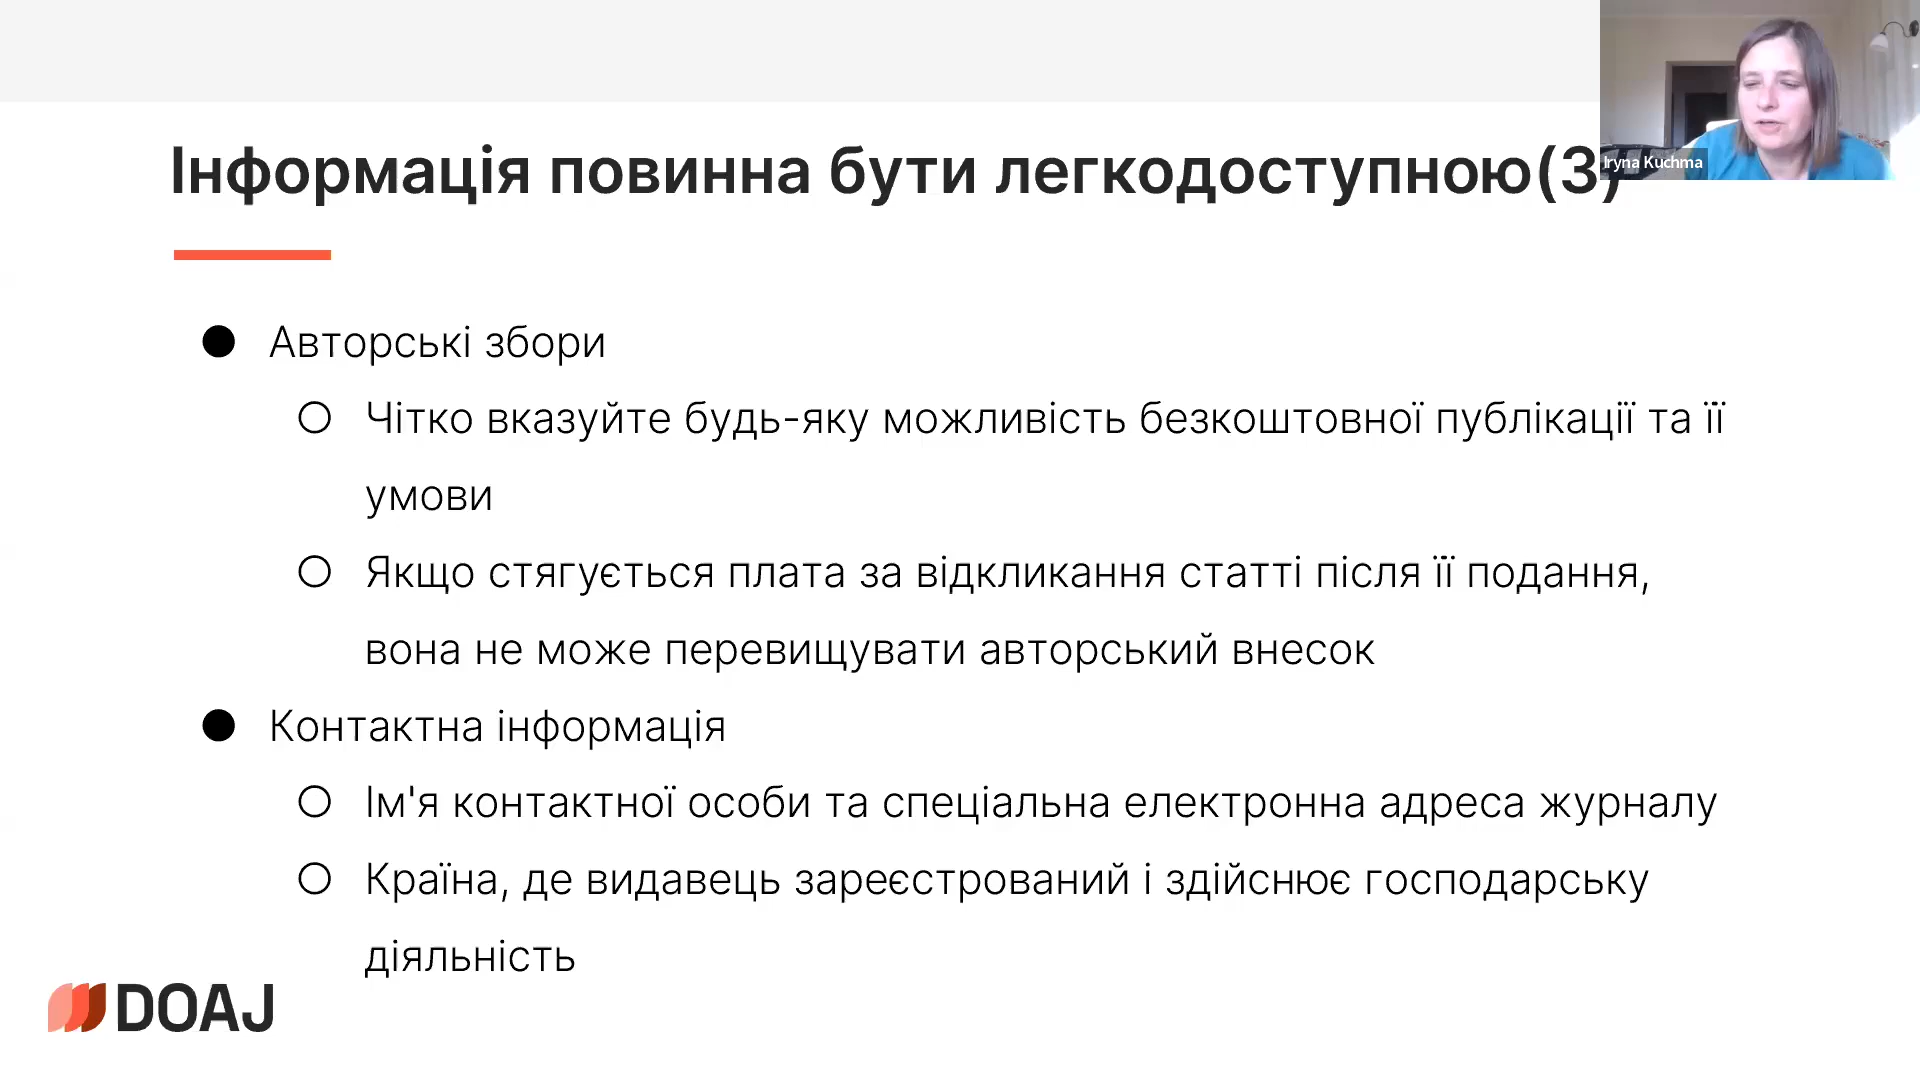 Інформація повинна бути легкодоступною(3)
Iryna Kuchma
Авторські збори
Чітко вказуйте будь-яку можливість безкоштовної публікації та її
умови
Якщо стягується плата за відкликання статті після її подання,
вона не може перевищувати авторський внесок
Контактна інформація
Ім'я контактної особи та спеціальна електронна адреса журналу
Країна, де видавець зареєстрований і здійснює господарську
діяльність
DOAJ